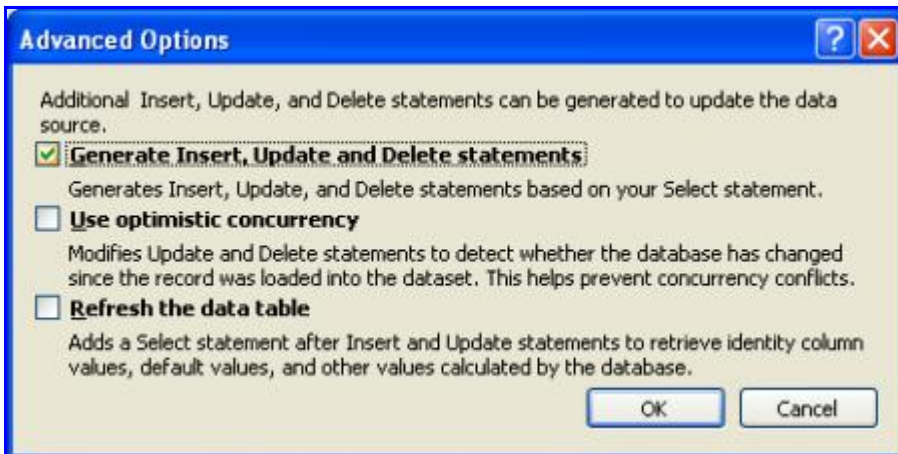 Advanced Options
Additional Insert, Update, and Delete statements can be generated to update the data
source.
Generate Insert, Update and Delete statements
Generates Insert, Update, and Delete statements based on your Select statement.
Use optimistic concurrency
Modifies Update and Delete statements to detect whether the database has changed
since the record was loaded into the dataset. This helps prevent concurrency conflicts.
Refresh the data table
Adds a Select statement after Insert and Update statements to retrieve identity column
values, default values, and other values calculated by the database.
OK Cancel